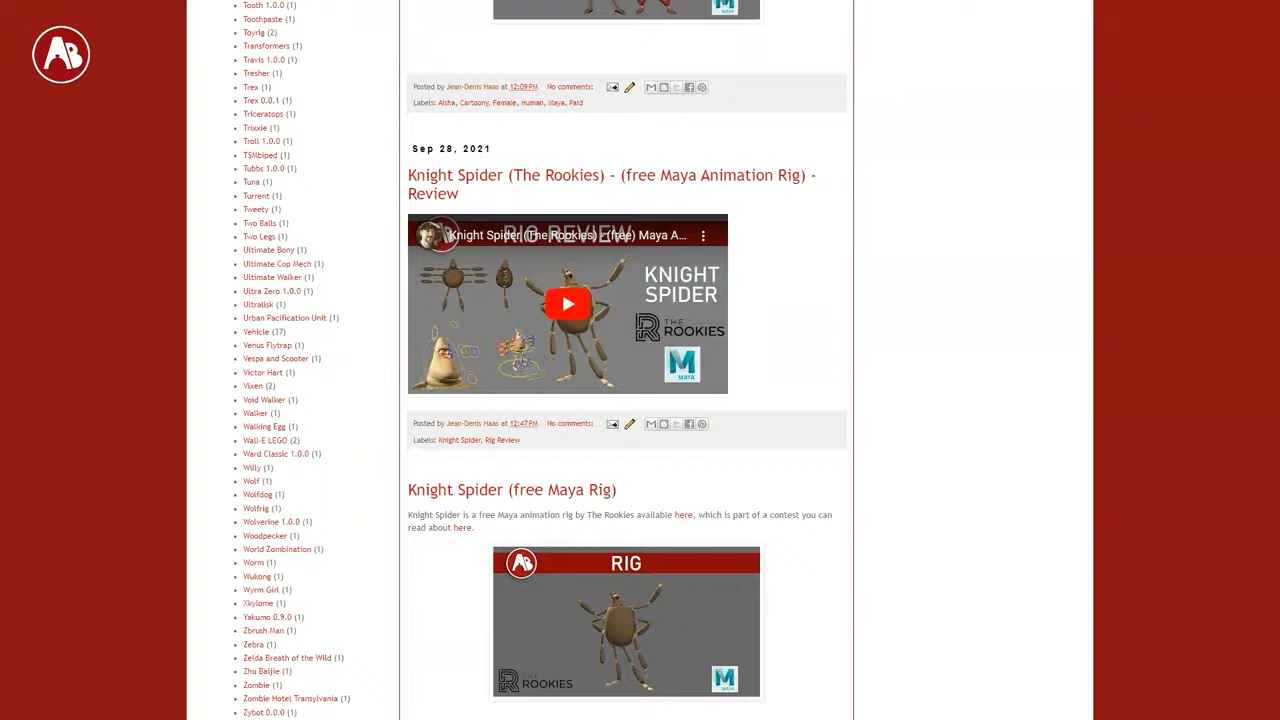 AB
Tooth 1.0.0 (1)
Toothpaste (1)
Toyrig (2)
Transformers (1)
Travis 1.0.0 (1)
Tresher (1)
Trex (1)
Trex 0.0.1 (1)
Triceratops (1)
Trixxie (1)
Troll 1.0.0 (1)
TSMbiped (1)
Tubbs 1.0.0 (1)
Tuna (1)
Turrent (1)
Tweety (1)
Two Balls (1)
Two Legs (1)
Ultimate Bony (1)
Ultimate Cop Mech (1)
Ultimate Walker (1)
Ultra Zero 1.0.0 (1)
Ultralisk (1)
Urban Pacification Unit (1)
Vehicle (37)
Venus Flytrap (1)
Vespa and Scooter (1)
Victor Hart (1)
Vixen (2)
Void Walker (1)
Walker (1)
Walking Egg (1)
Wall-E LEGO (2)
Ward Classic 1.0.0 (1)
Willy (1)
Wolf (1)
Wolfdog (1)
Wolfrig (1)
Wolverine 1.0.0 (1)
Woodpecker (1)
World Zombination (1)
Worm (1)
Wukong (1)
Wyrm Girl (1)
Xkylome (1)
Yakumo 0.9.0 (1)
Zbrush Man (1)
Zebra (1)
Zelda Breath of the Wild (1)
Zhu Baijie (1)
Zombie (1)
Zombie Hotel Transylvania (1)
Zybot 0.0.0 (1)
MAYA
Posted by Jean-Denis Haas at 12:09 PM No comments:
Labels: Aisha, Cartoony, Female, Human, Maya, Paid
Sep 28, 2021
Knight Spider (The Rookies) - (free Maya Animation Rig) -
Review
RIG REVIEW
Knight Spider (The Rookies) - (free) Maya A...
KNIGHT
SPIDER
THE
ROOKIES
MAYA
Posted by Jean-Denis Haas at 12:47 PM No comments:
Labels: Knight Spider, Rig Review
Knight Spider (free Maya Rig)
Knight Spider is a free Maya animation rig by The Rookies available here, which is part of a contest you can
read about here.
AB
RIG
THE
ROOKIES
MAYA